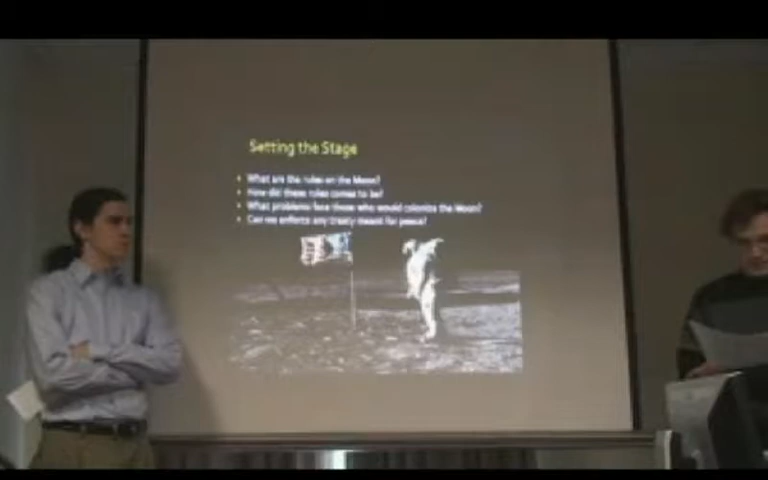 Setting the Stage
What are the rules on the Moon?
How did these rules come to be?
What problems face those who would colonize the Moon?
Can we enforce any treaty meant for peace?